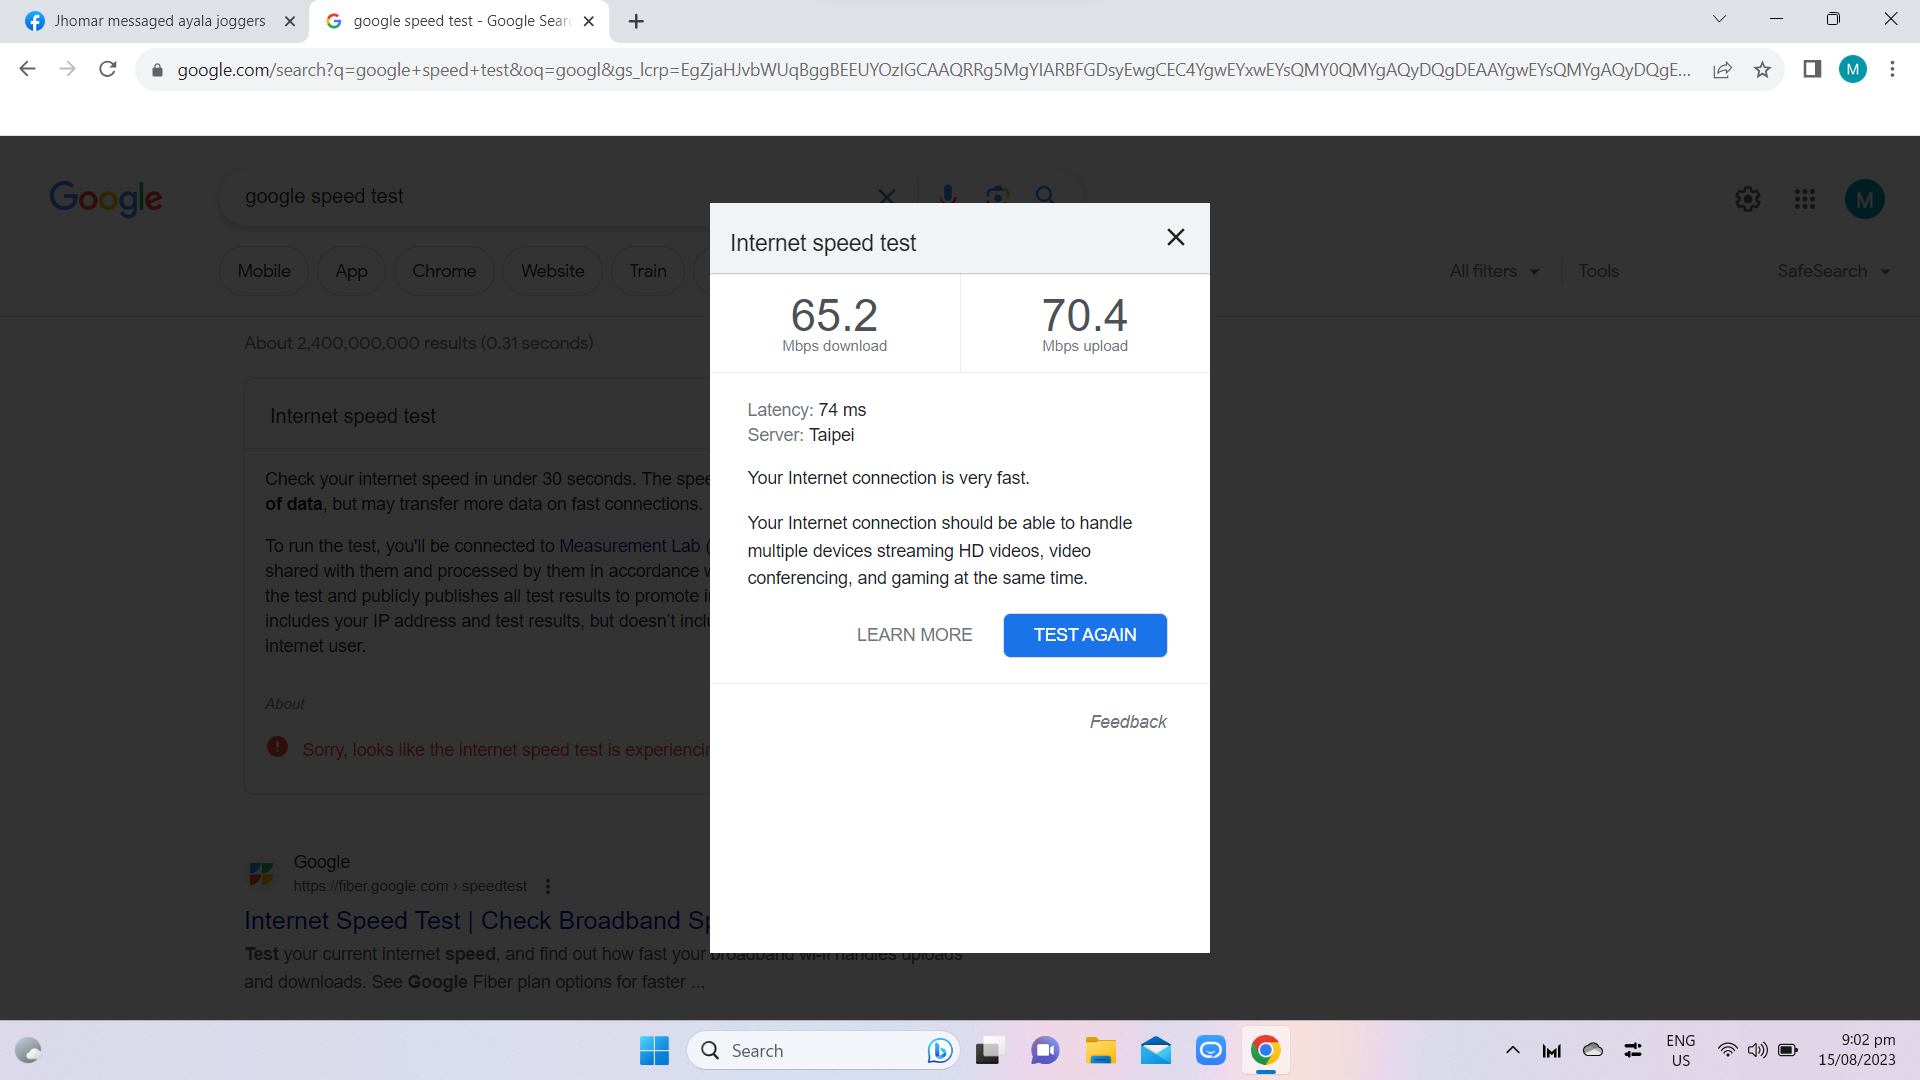 Jhomar messaged ayala joggers
google speed test - Google Sear
google.com/search?q=google+speed+test&oq=googl&gs_lcrp=EgZjaHJvbWUqBggBEEUYOzIGCAAQRRg5MgYIARBFGDsyEwgCEC4YgwEYxwEYsQMY0QMYgAQyDQgDEAAYgwEYsQMYgAQyDQgE...
M
Google
google speed test
M
Mobile
App
Chrome
Website
Train
All filters
Tools
SafeSearch
About 2,400,000,000 results (0.31 seconds)
Internet speed test
Check your internet speed in under 30 seconds. The spee
of data, but may transfer more data on fast connections.
To run the test, you'll be connected to Measurement Lab (
shared with them and processed by them in accordance w
the test and publicly publishes all test results to promote i
includes your IP address and test results, but doesn't inclu
internet user.
About
Sorry, looks like the internet speed test is experiencin
Google
https://fiber.google.com › speedtest
Internet Speed Test | Check Broadband Sp
Test your current internet speed, and find out how fast your broadband wi-fi handles uploads
and downloads. See Google Fiber plan options for faster ...
Internet speed test
65.2
Mbps download
70.4
Mbps upload
Latency: 74 ms
Server: Taipei
Your Internet connection is very fast.
Your Internet connection should be able to handle
multiple devices streaming HD videos, video
conferencing, and gaming at the same time.
LEARN MORE
TEST AGAIN
Feedback
Search
ENG
US
9:02 pm
15/08/2023